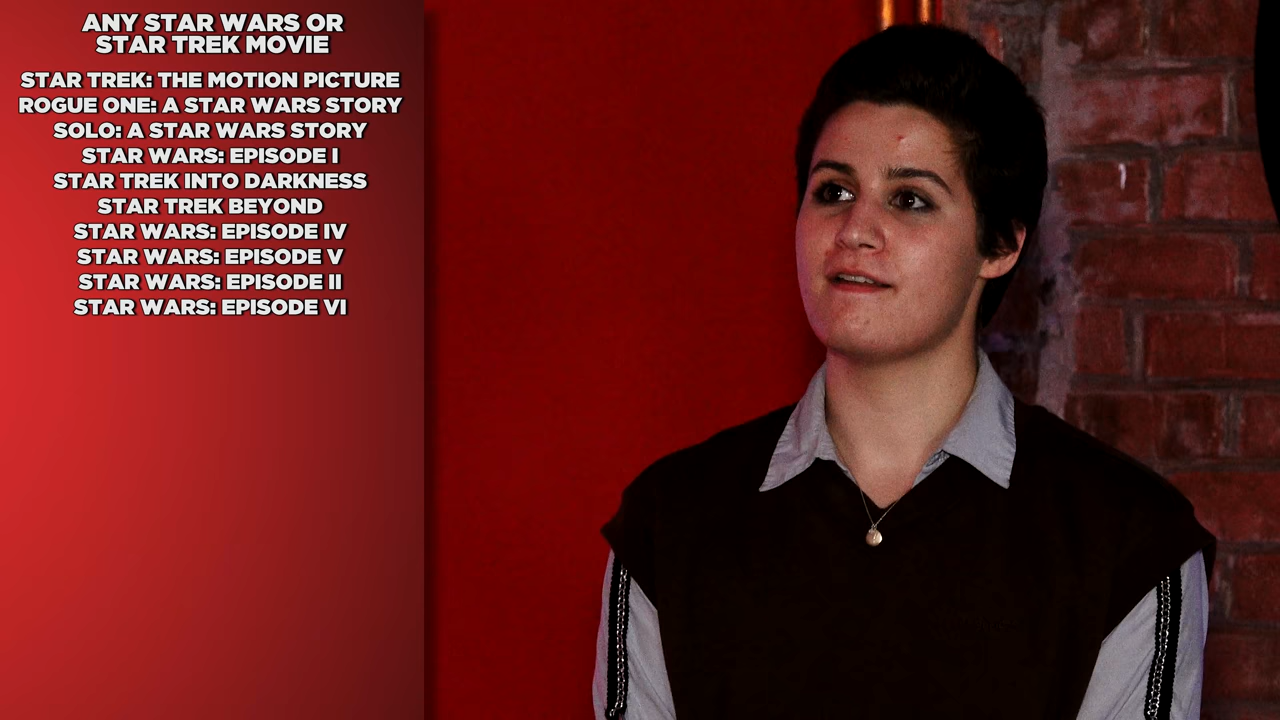 ANY STAR WARS OR
STAR TREK MOVIE
STAR TREK: THE MOTION PICTURE
ROGUE ONE: A STAR WARS STORY
SOLO: A STAR WARS STORY
STAR WARS: EPISODE I
STAR TREK INTO DARKNESS
STAR TREK BEYOND
STAR WARS: EPISODE IV
STAR WARS: EPISODE V
STAR WARS: EPISODE II
STAR WARS: EPISODE VI